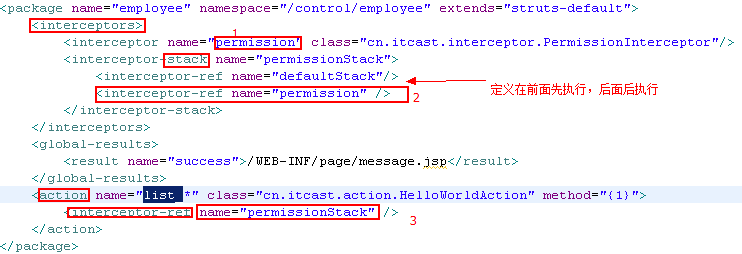 <package name="employee" namespace="/control/employee" extends="struts-default">
<interceptors>
1
<interceptor name="permission" class="cn.itcast.interceptor.PermissionInterceptor"/>
<interceptor-stack name="permissionStack">
<interceptor-ref name="defaultStack"/>
定义在前面先执行，后面后执行
<interceptor-ref name="permission" />
2
</interceptor-stack>
</interceptors>
<global-results>
<result name="success">/WEB-INF/page/message.jsp</result>
</global-results>
<action name="list_*" class="cn.itcast.action.HelloWorldAction" method="{1}">
<interceptor-ref name="permissionStack" />
3
</action>
</package>